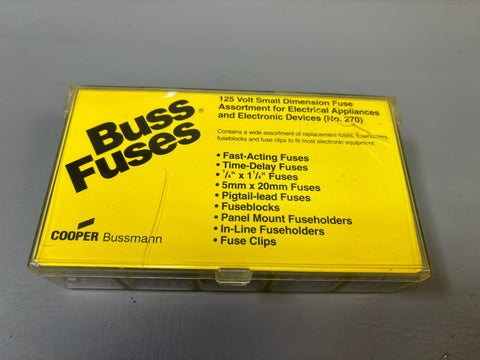 Buss®
Fuses
COOPER Bussmann
125 Volt Small Dimension Fuse
Assortment for Electrical Appliances
and Electronic Devices (No. 270)
Contains a wide assortment of replacement fuses, fuseholders,
fuseblocks and fuse clips to fit most electronic equipment.
• Fast-Acting Fuses
• Time-Delay Fuses
• 1/4" x 1 1/4" Fuses
• 5mm x 20mm Fuses
• Pigtail-lead Fuses
• Fuseblocks
• Panel Mount Fuseholders
• In-Line Fuseholders
• Fuse Clips